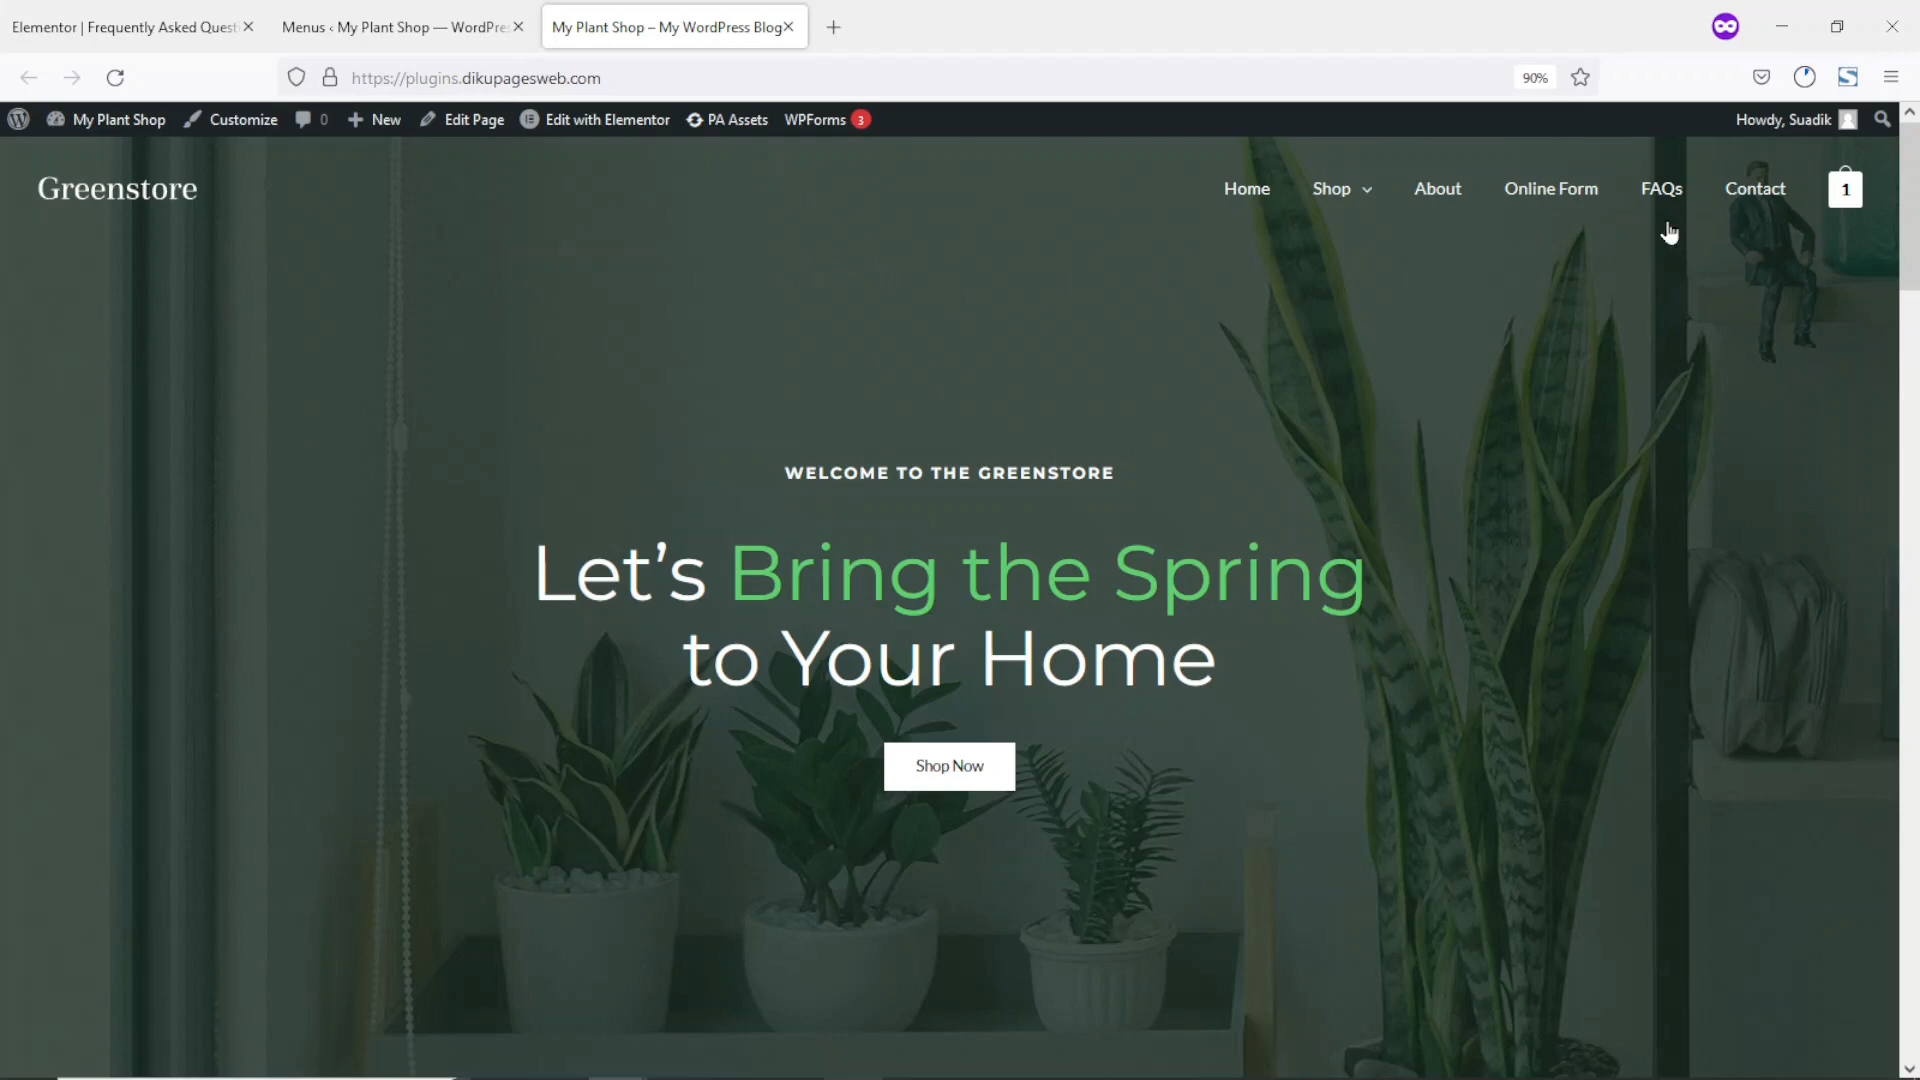 Elementor | Frequently Asked Quest
Menus ‹ My Plant Shop — WordPre
My Plant Shop – My WordPress Blog
https://plugins.dikupagesweb.com
90%
My Plant Shop
Customize
0
New
Edit Page
Edit with Elementor
PA Assets
WPForms 3
Howdy, Suadik
Greenstore
Home
Shop
About
Online Form
FAQs
Contact
1
WELCOME TO THE GREENSTORE
Let’s Bring the Spring
to Your Home
Shop Now